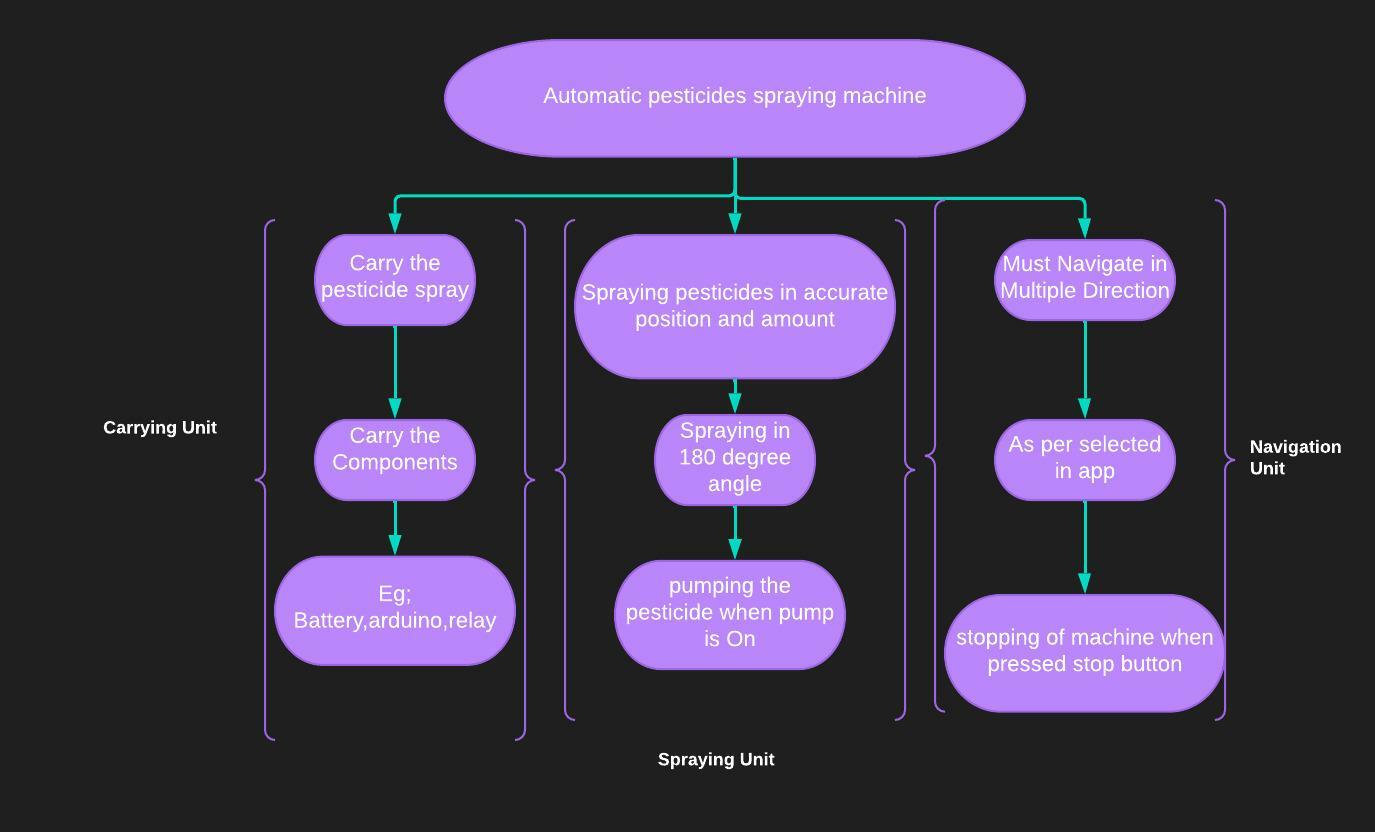 Automatic pesticides spraying machine
Carrying Unit
Carry the
pesticide spray
Carry the
Components
Eg;
Battery,arduino,relay
Spraying pesticides in accurate
position and amount
Spraying in
180 degree
angle
pumping the
pesticide when pump
is On
Spraying Unit
Must Navigate in
Multiple Direction
As per selected
in app
stopping of machine when
pressed stop button
Navigation
Unit